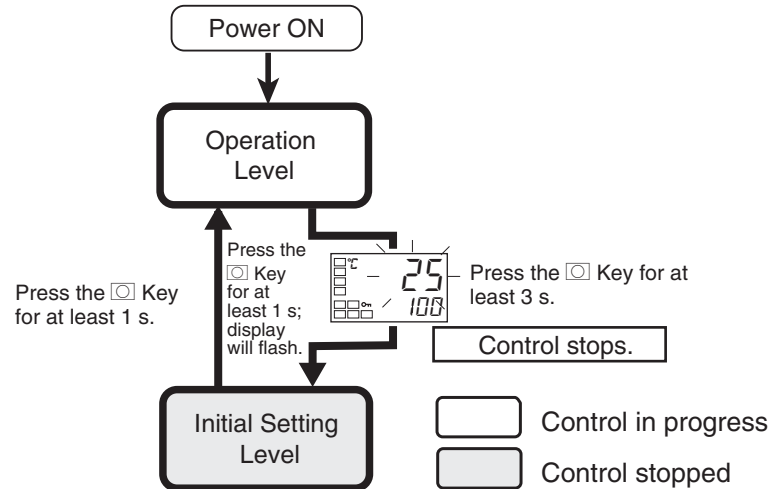 Power ON
Operation
Level
Press the
Key
for at
least 1 s;
display
will flash.
°C
25
100
Press the Key for at
least 3 s.
Press the Key
for at least 1 s.
Control stops.
Initial Setting
Level
Control in progress
Control stopped